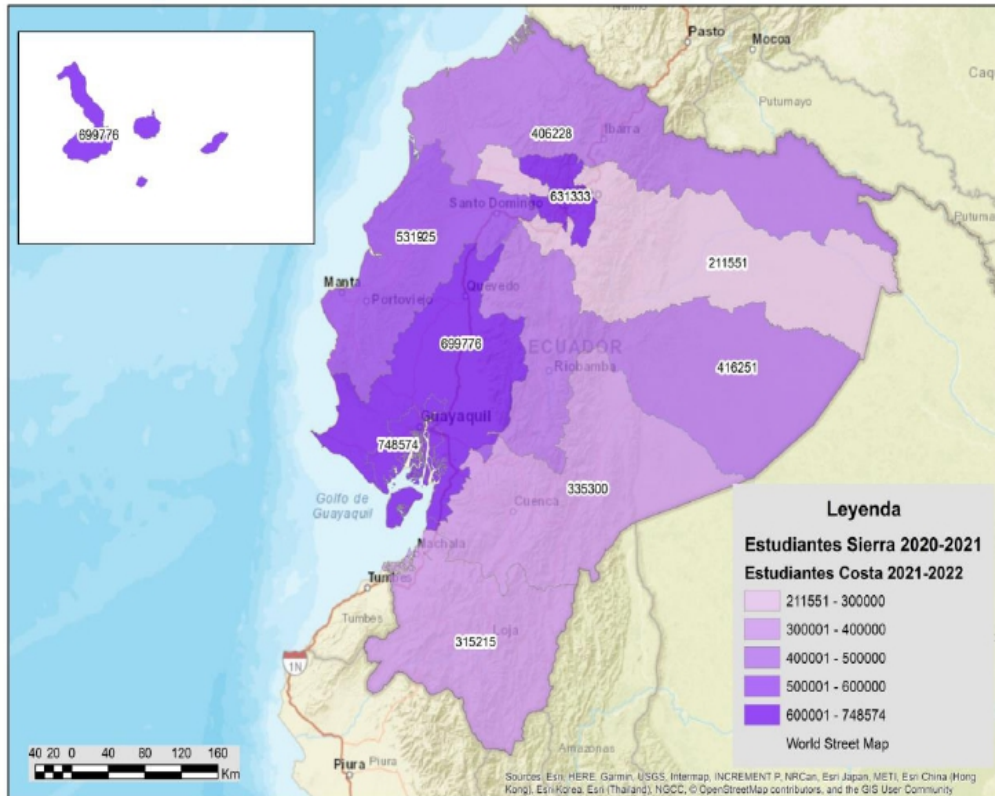 Pasto
Mocoa
Putumayo
699776
406228
Ibarra
631333
Santo Domingo
531925
211551
Manta
Portoviejo
Quevedo
699776
ECUADOR
Riobamba
416251
Guayaquil
748574
335300
Cuenca
Golfo de
Guayaquil
Machala
Tumbes
Tumbes
315215
Loja
1N
Piura
Piura
Amazonas
Leyenda
Estudiantes Sierra 2020-2021
Estudiantes Costa 2021-2022
211551 - 300000
300001 - 400000
400001 - 500000
500001 - 600000
600001 - 748574
World Street Map
40 20 0 40 80 120 160
Km
Sources: Esri, HERE, Garmin, USGS, Intermap, INCREMENT P, NRCan, Esri Japan, METI, Esri China (Hong
Kong), Esri Korea, Esri (Thailand), NGCC, © OpenStreetMap contributors, and the GIS User Community